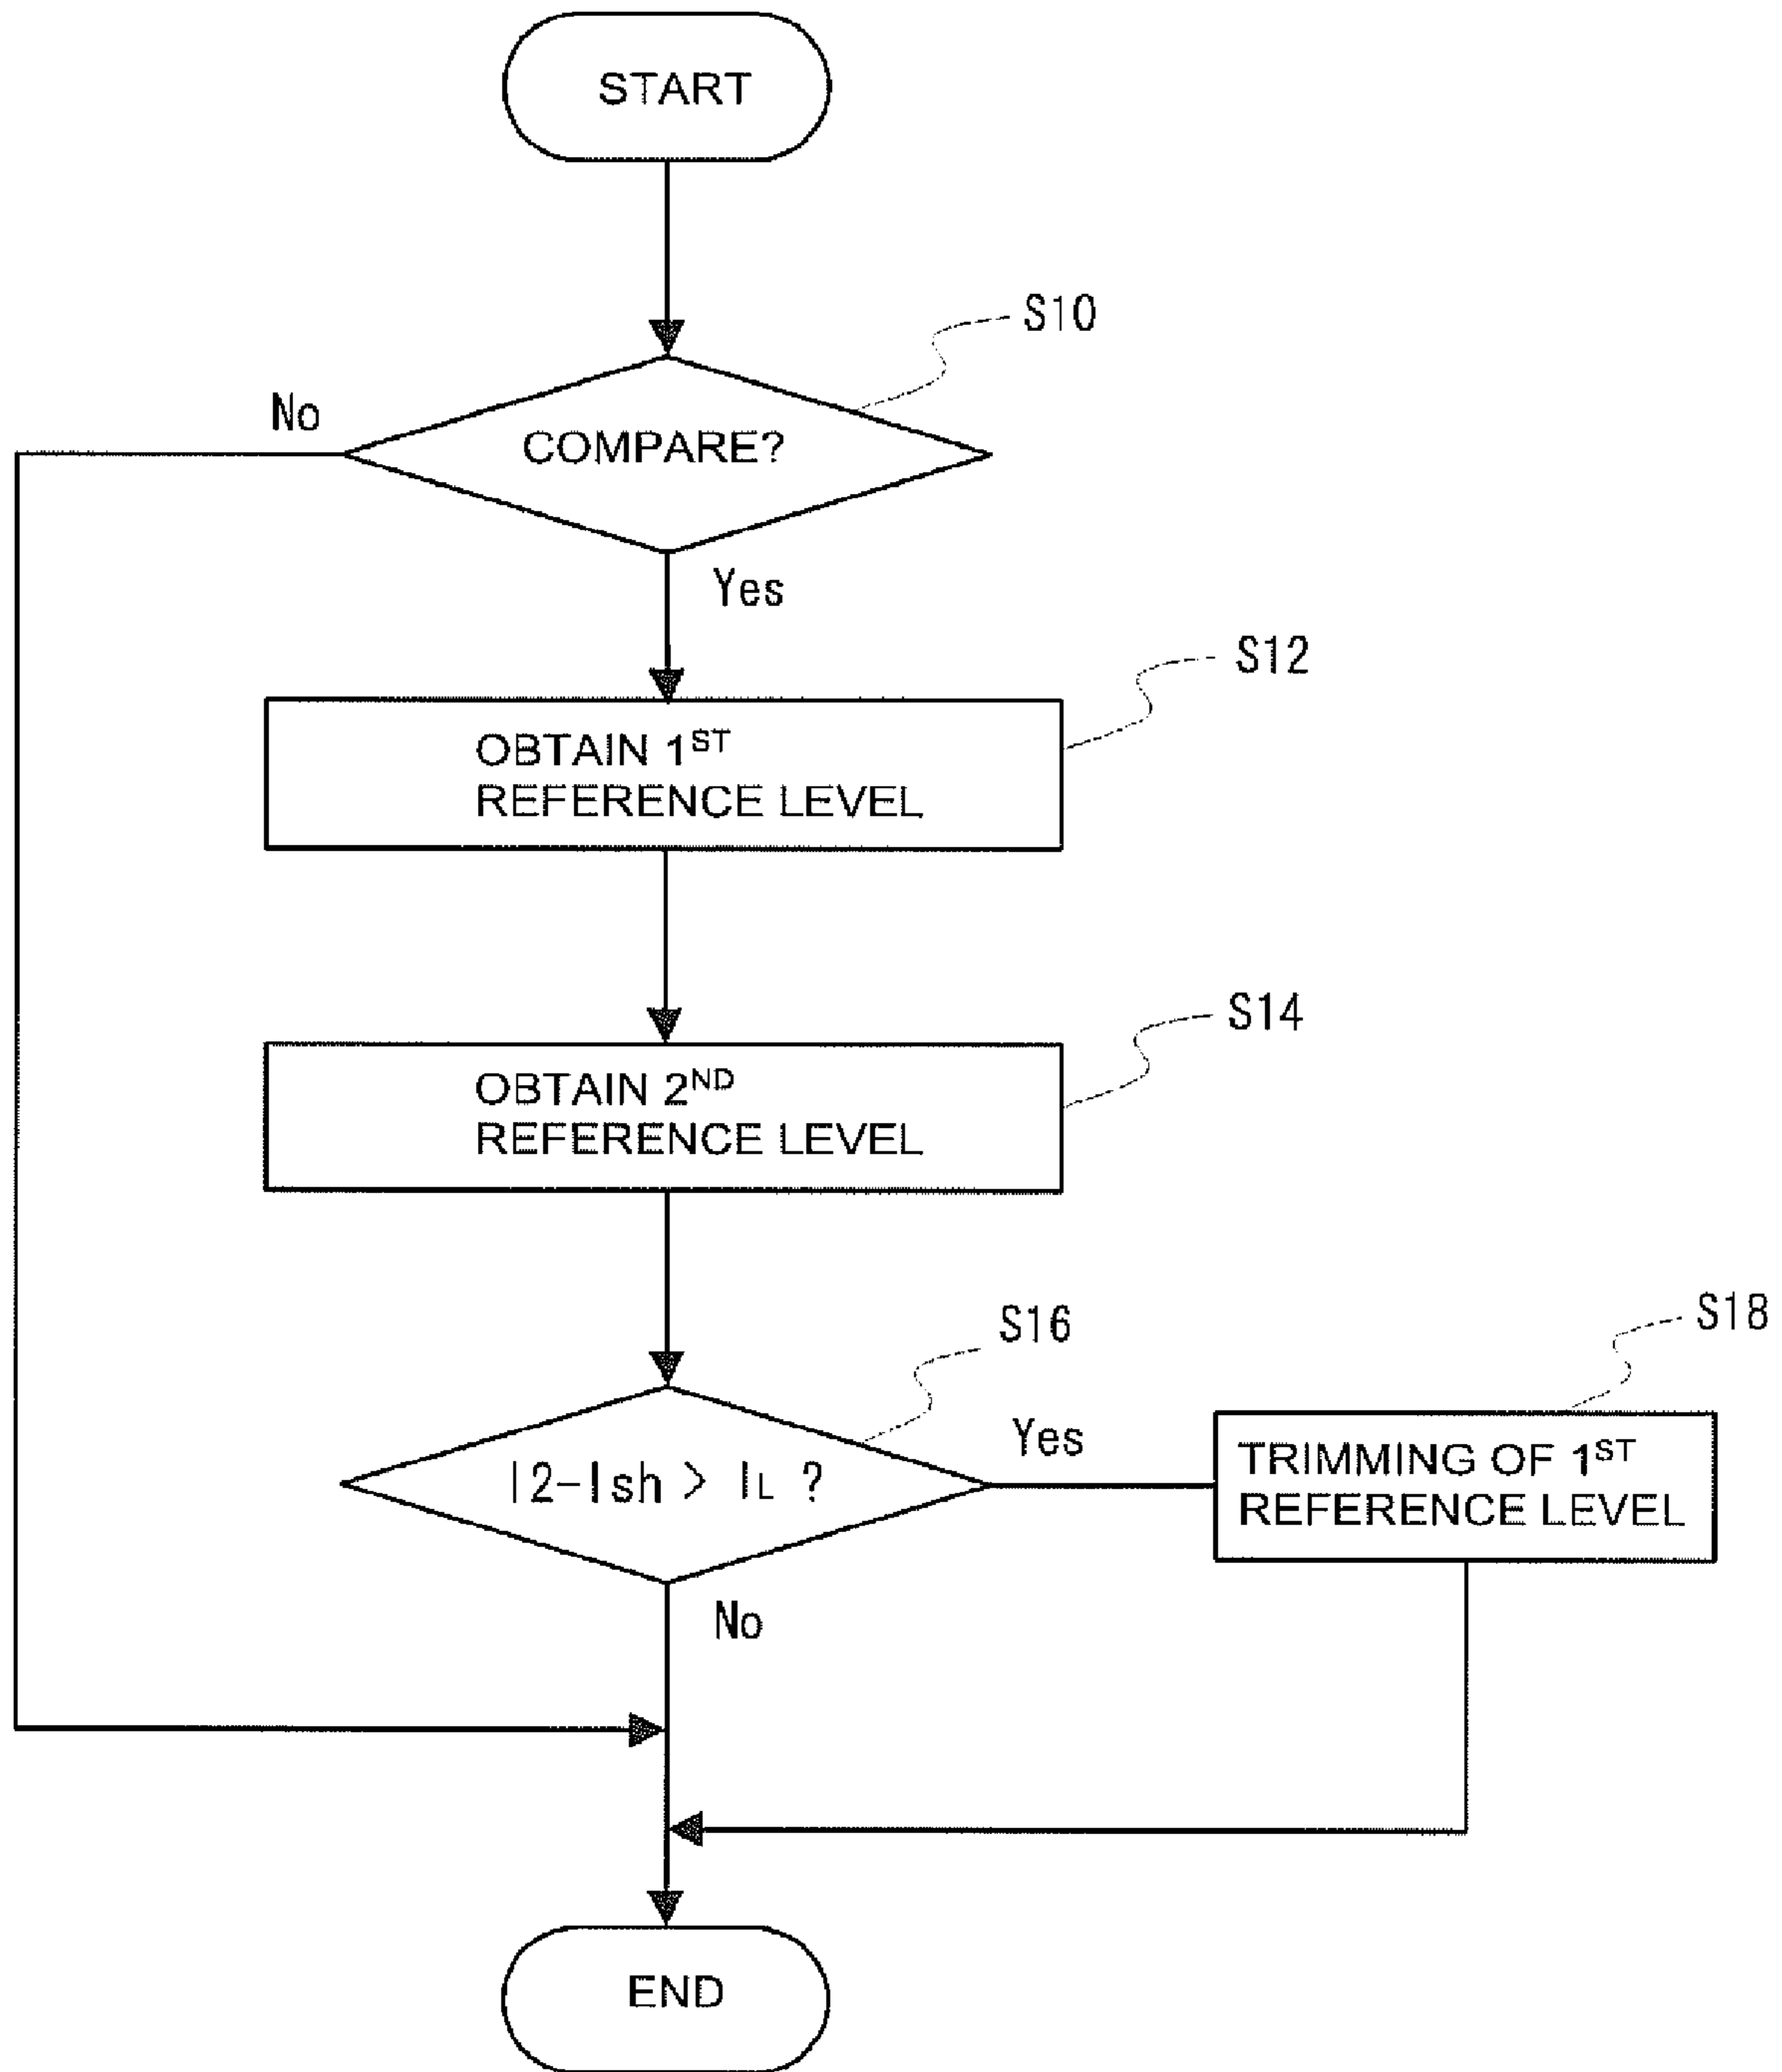 START
S10
No
COMPARE?
Yes
S12
OBTAIN 1ST
REFERENCE LEVEL
S14
OBTAIN 2ND
REFERENCE LEVEL
S16
S18
I2-Ish > IL ?
Yes
TRIMMING OF 1ST
REFERENCE LEVEL
No
END